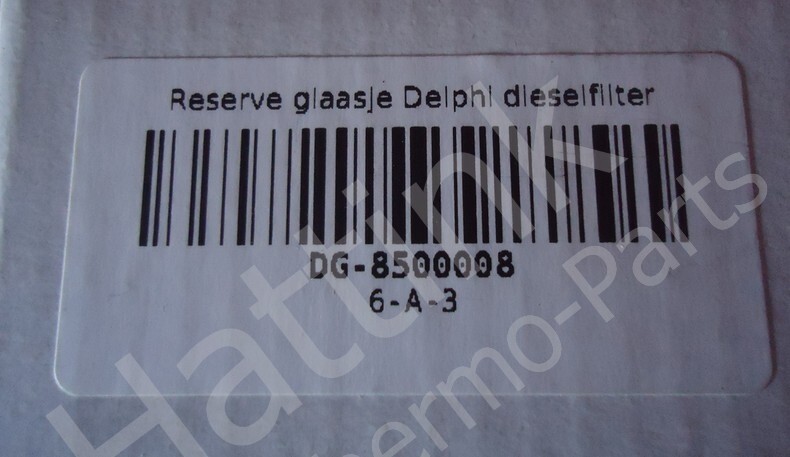 Reserve glaasje Delphi dieselfilter
DG-8500008
6-A-3
Hattink
Thermo-Parts